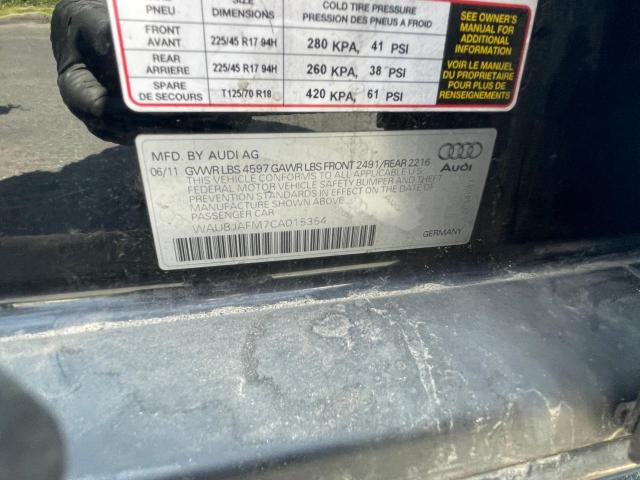 PNEU
SIZE
DIMENSIONS
COLD TIRE PRESSURE
PRESSION DES PNEUS A FROID
FRONT
AVANT
225/45 R17 94H
280 KPA, 41 PSI
REAR
ARRIERE
225/45 R17 94H
260 KPA, 38 PSI
SPARE
DE SECOURS
T125/70 R18
420 KPA, 61 PSI
SEE OWNER'S
MANUAL FOR
ADDITIONAL
INFORMATION
VOIR LE MANUEL
DU PROPRIETAIRE
POUR PLUS DE
RENSEIGNEMENTS
MFD. BY AUDI AG
06/11 GVWR LBS 4597 GAWR LBS FRONT 2491/REAR 2216
THIS VEHICLE CONFORMS TO ALL APPLICABLE U.S.
FEDERAL MOTOR VEHICLE SAFETY BUMPER AND THEFT
PREVENTION STANDARDS IN EFFECT ON THE DATE OF
MANUFACTURE SHOWN ABOVE.
PASSENGER CAR
WAUBJAFM7CA015354
Audi
GERMANY